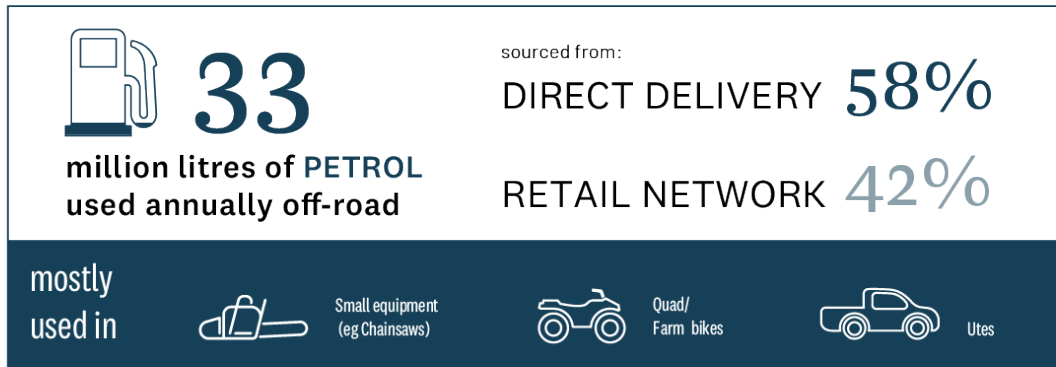 33
million litres of PETROL
used annually off-road
sourced from:
DIRECT DELIVERY 58%
RETAIL NETWORK 42%
mostly
used in
Small equipment
(eg Chainsaws)
Quad/
Farm bikes
Utes